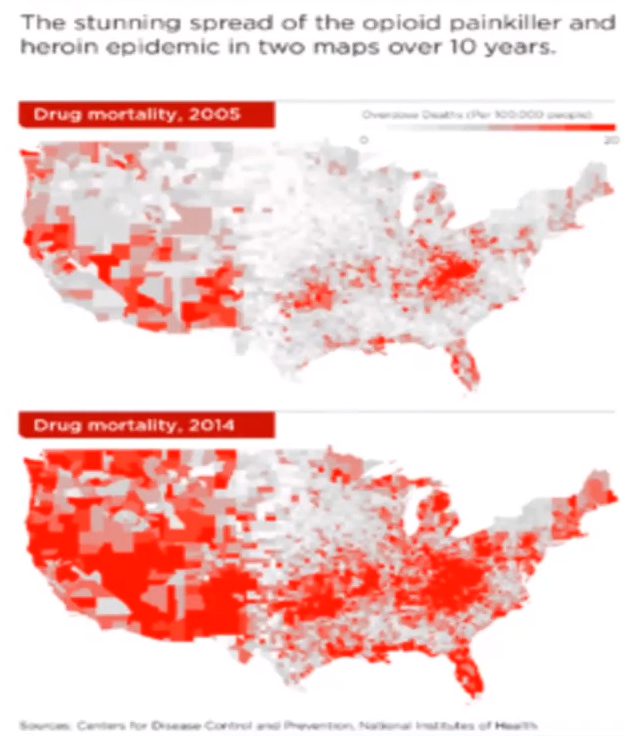 The stunning spread of the opioid painkiller and
heroin epidemic in two maps over 10 years.
Drug mortality, 2005
Overdose Deaths (Per 100,000 people)
0
20
Drug mortality, 2014
Sources: Centers for Disease Control and Prevention, National Institutes of Health